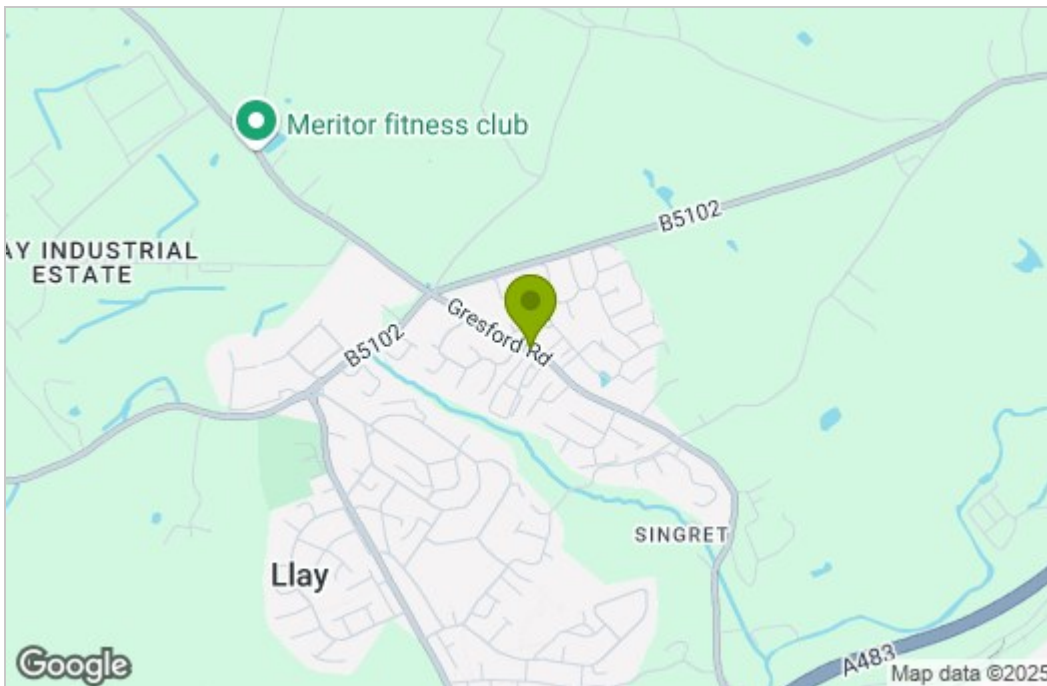 Meritor fitness club
B5102
AY INDUSTRIAL
ESTATE
Gresford Rd
B5102
SINGRET
Llay
A483
Google
Map data ©2025